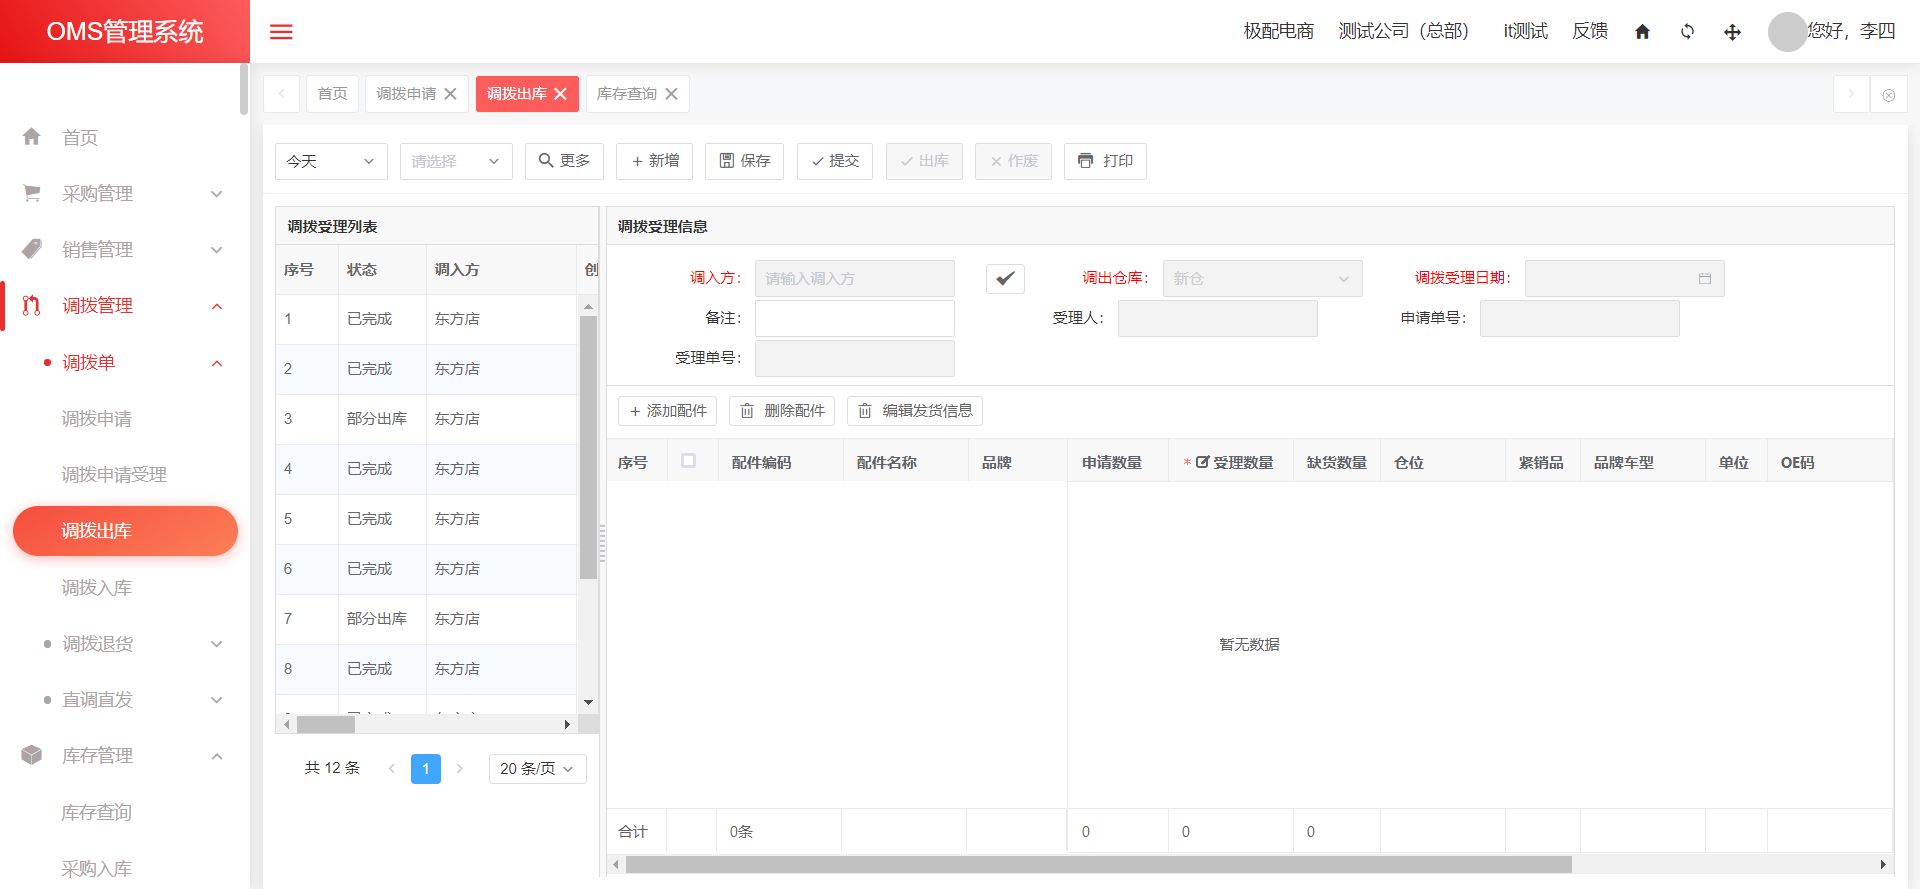 OMS管理系统
极配电商 测试公司（总部） it测试 反馈 您好，李四
首页 调拨申请 调拨出库 库存查询
首页
采购管理
销售管理
调拨管理
调拨单
调拨申请
调拨申请受理
调拨出库
调拨入库
调拨退货
直调直发
库存管理
库存查询
采购入库
今天 请选择 更多 + 新增 保存 提交 出库 作废 打印
调拨受理列表
序号 状态 调入方 创
1 已完成 东方店
2 已完成 东方店
3 部分出库 东方店
4 已完成 东方店
5 已完成 东方店
6 已完成 东方店
7 部分出库 东方店
8 已完成 东方店
共 12 条 1 20 条/页
调拨受理信息
调入方： 请输入调入方 调出仓库： 新仓 调拨受理日期：
备注： 受理人： 申请单号：
受理单号：
+ 添加配件 删除配件 编辑发货信息
序号 配件编码 配件名称 品牌 申请数量 * 受理数量 缺货数量 仓位 紧销品 品牌车型 单位 OE码
暂无数据
合计 0条 0 0 0